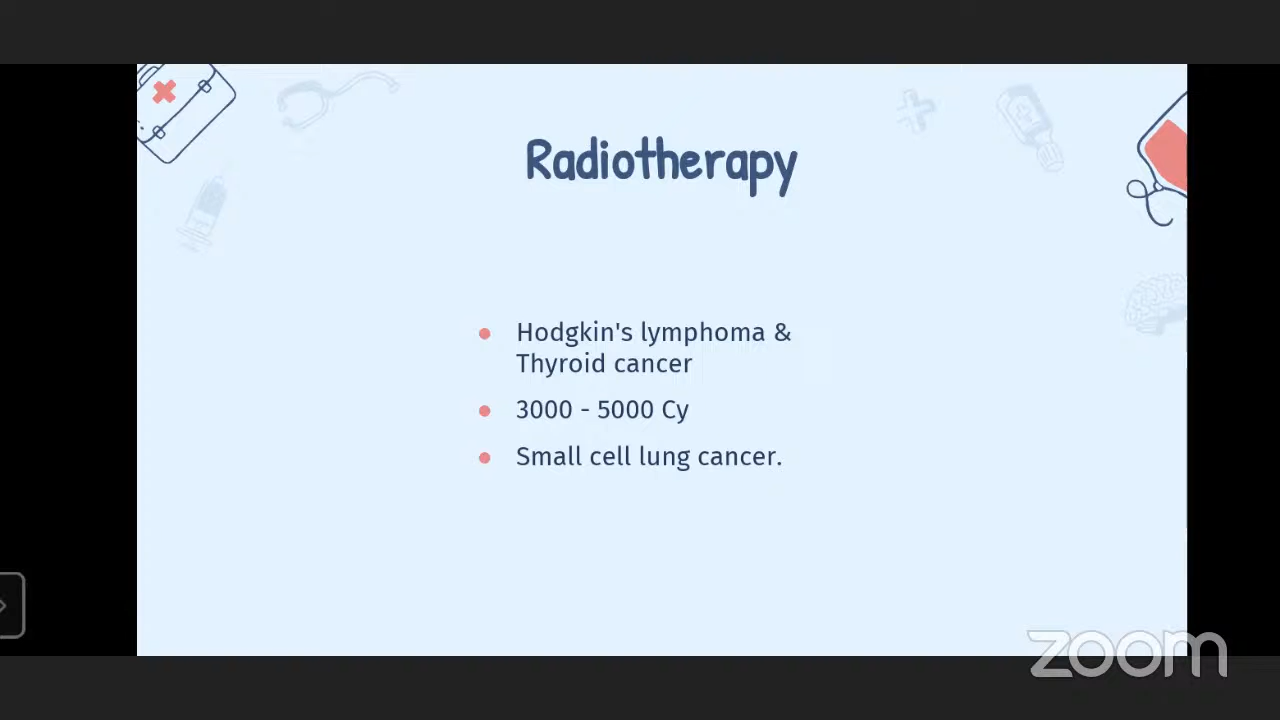 Radiotherapy
Hodgkin's lymphoma &
Thyroid cancer
3000 - 5000 Cy
Small cell lung cancer.
zoom